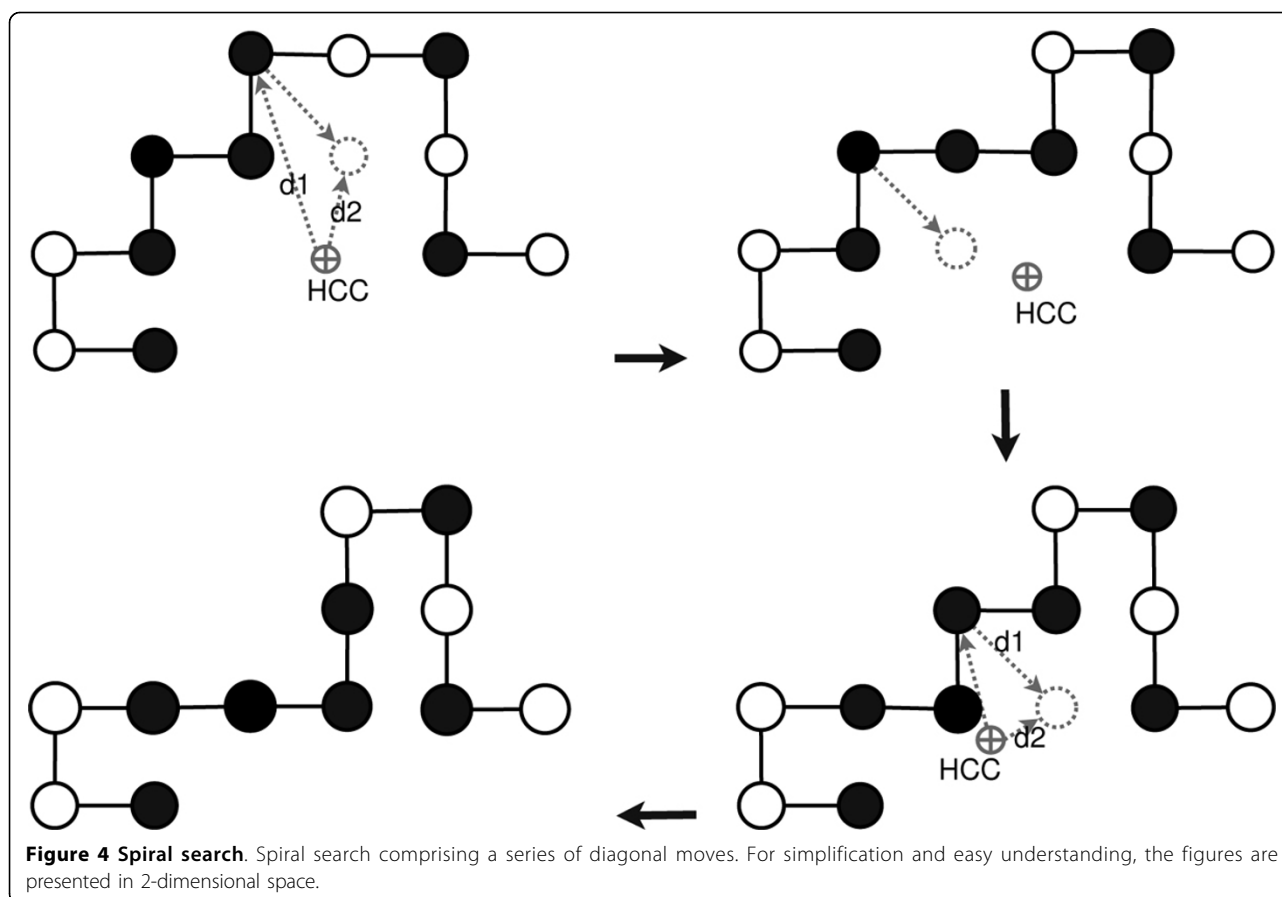 d1
d2
HCC
HCC
d1
d2
HCC
Figure 4 Spiral search. Spiral search comprising a series of diagonal moves. For simplification and easy understanding, the figures are
presented in 2-dimensional space.